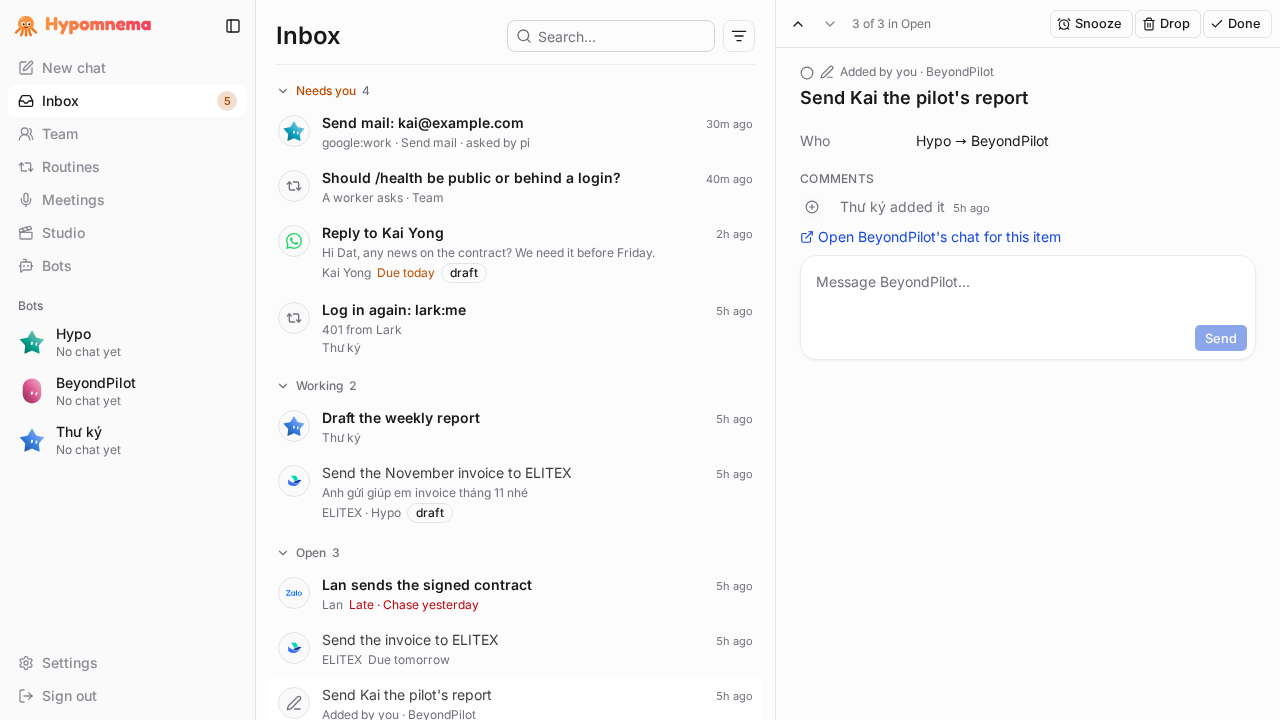 Hypomnema
New chat
Inbox
5
Team
Routines
Meetings
Studio
Bots
Bots
Hypo
No chat yet
BeyondPilot
No chat yet
Thư ký
No chat yet
Settings
Sign out
Inbox
Search...
Needs you 4
Send mail: kai@example.com
30m ago
google:work · Send mail · asked by pi
Should /health be public or behind a login?
40m ago
A worker asks · Team
Reply to Kai Yong
2h ago
Hi Dat, any news on the contract? We need it before Friday.
Kai Yong Due today draft
Log in again: lark:me
5h ago
401 from Lark
Thư ký
Working 2
Draft the weekly report
5h ago
Thư ký
Send the November invoice to ELITEX
5h ago
Anh gửi giúp em invoice tháng 11 nhé
ELITEX · Hypo draft
Open 3
Zalo
Lan sends the signed contract
5h ago
Lan Late · Chase yesterday
Send the invoice to ELITEX
5h ago
ELITEX Due tomorrow
Send Kai the pilot's report
5h ago
Added by you · BeyondPilot
3 of 3 in Open
Snooze
Drop
Done
Added by you · BeyondPilot
Send Kai the pilot's report
Who
Hypo → BeyondPilot
COMMENTS
Thư ký added it 5h ago
Open BeyondPilot's chat for this item
Message BeyondPilot...
Send